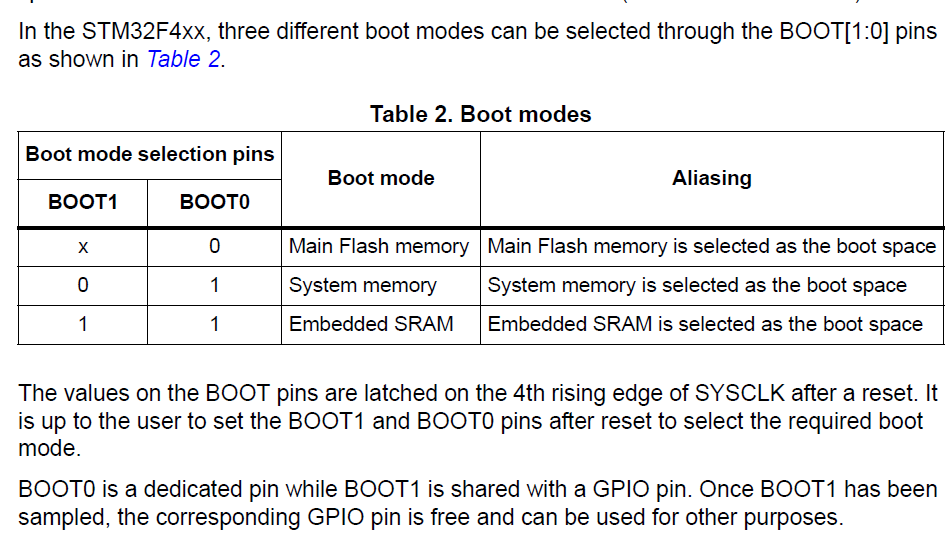 In the STM32F4xx, three different boot modes can be selected through the BOOT[1:0] pins
as shown in Table 2.
Table 2. Boot modes
Boot mode selection pins
Boot mode
Aliasing
BOOT1
BOOT0
x 0 Main Flash memory Main Flash memory is selected as the boot space
0 1 System memory System memory is selected as the boot space
1 1 Embedded SRAM Embedded SRAM is selected as the boot space
The values on the BOOT pins are latched on the 4th rising edge of SYSCLK after a reset. It
is up to the user to set the BOOT1 and BOOT0 pins after reset to select the required boot
mode.
BOOT0 is a dedicated pin while BOOT1 is shared with a GPIO pin. Once BOOT1 has been
sampled, the corresponding GPIO pin is free and can be used for other purposes.